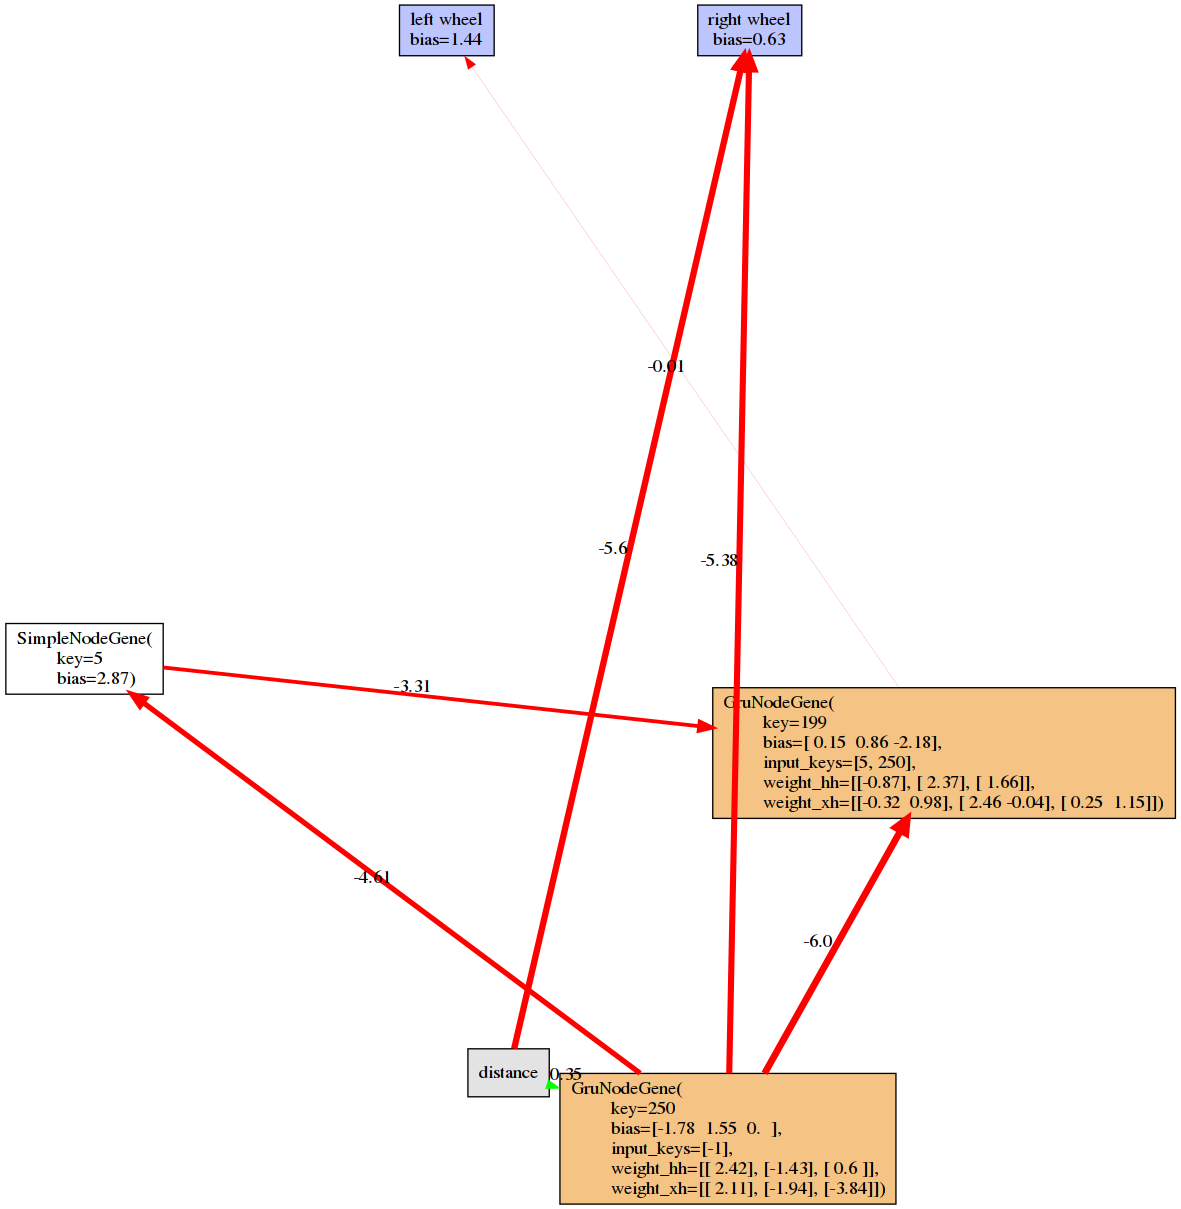 left wheel
bias=1.44
right wheel
bias=0.63
-0.01
-5.6
-5.38
SimpleNodeGene(
key=5
bias=2.87)
-3.31
GruNodeGene(
key=199
bias=[ 0.15  0.86 -2.18],
input_keys=[5, 250],
weight_hh=[[-0.87], [ 2.37], [ 1.66]],
weight_xh=[[-0.32  0.98], [ 2.46 -0.04], [ 0.25  1.15]])
-4.61
-6.0
distance
0.35
GruNodeGene(
key=250
bias=[-1.78  1.55  0.  ],
input_keys=[-1],
weight_hh=[[ 2.42], [-1.43], [ 0.6 ]],
weight_xh=[[ 2.11], [-1.94], [-3.84]])